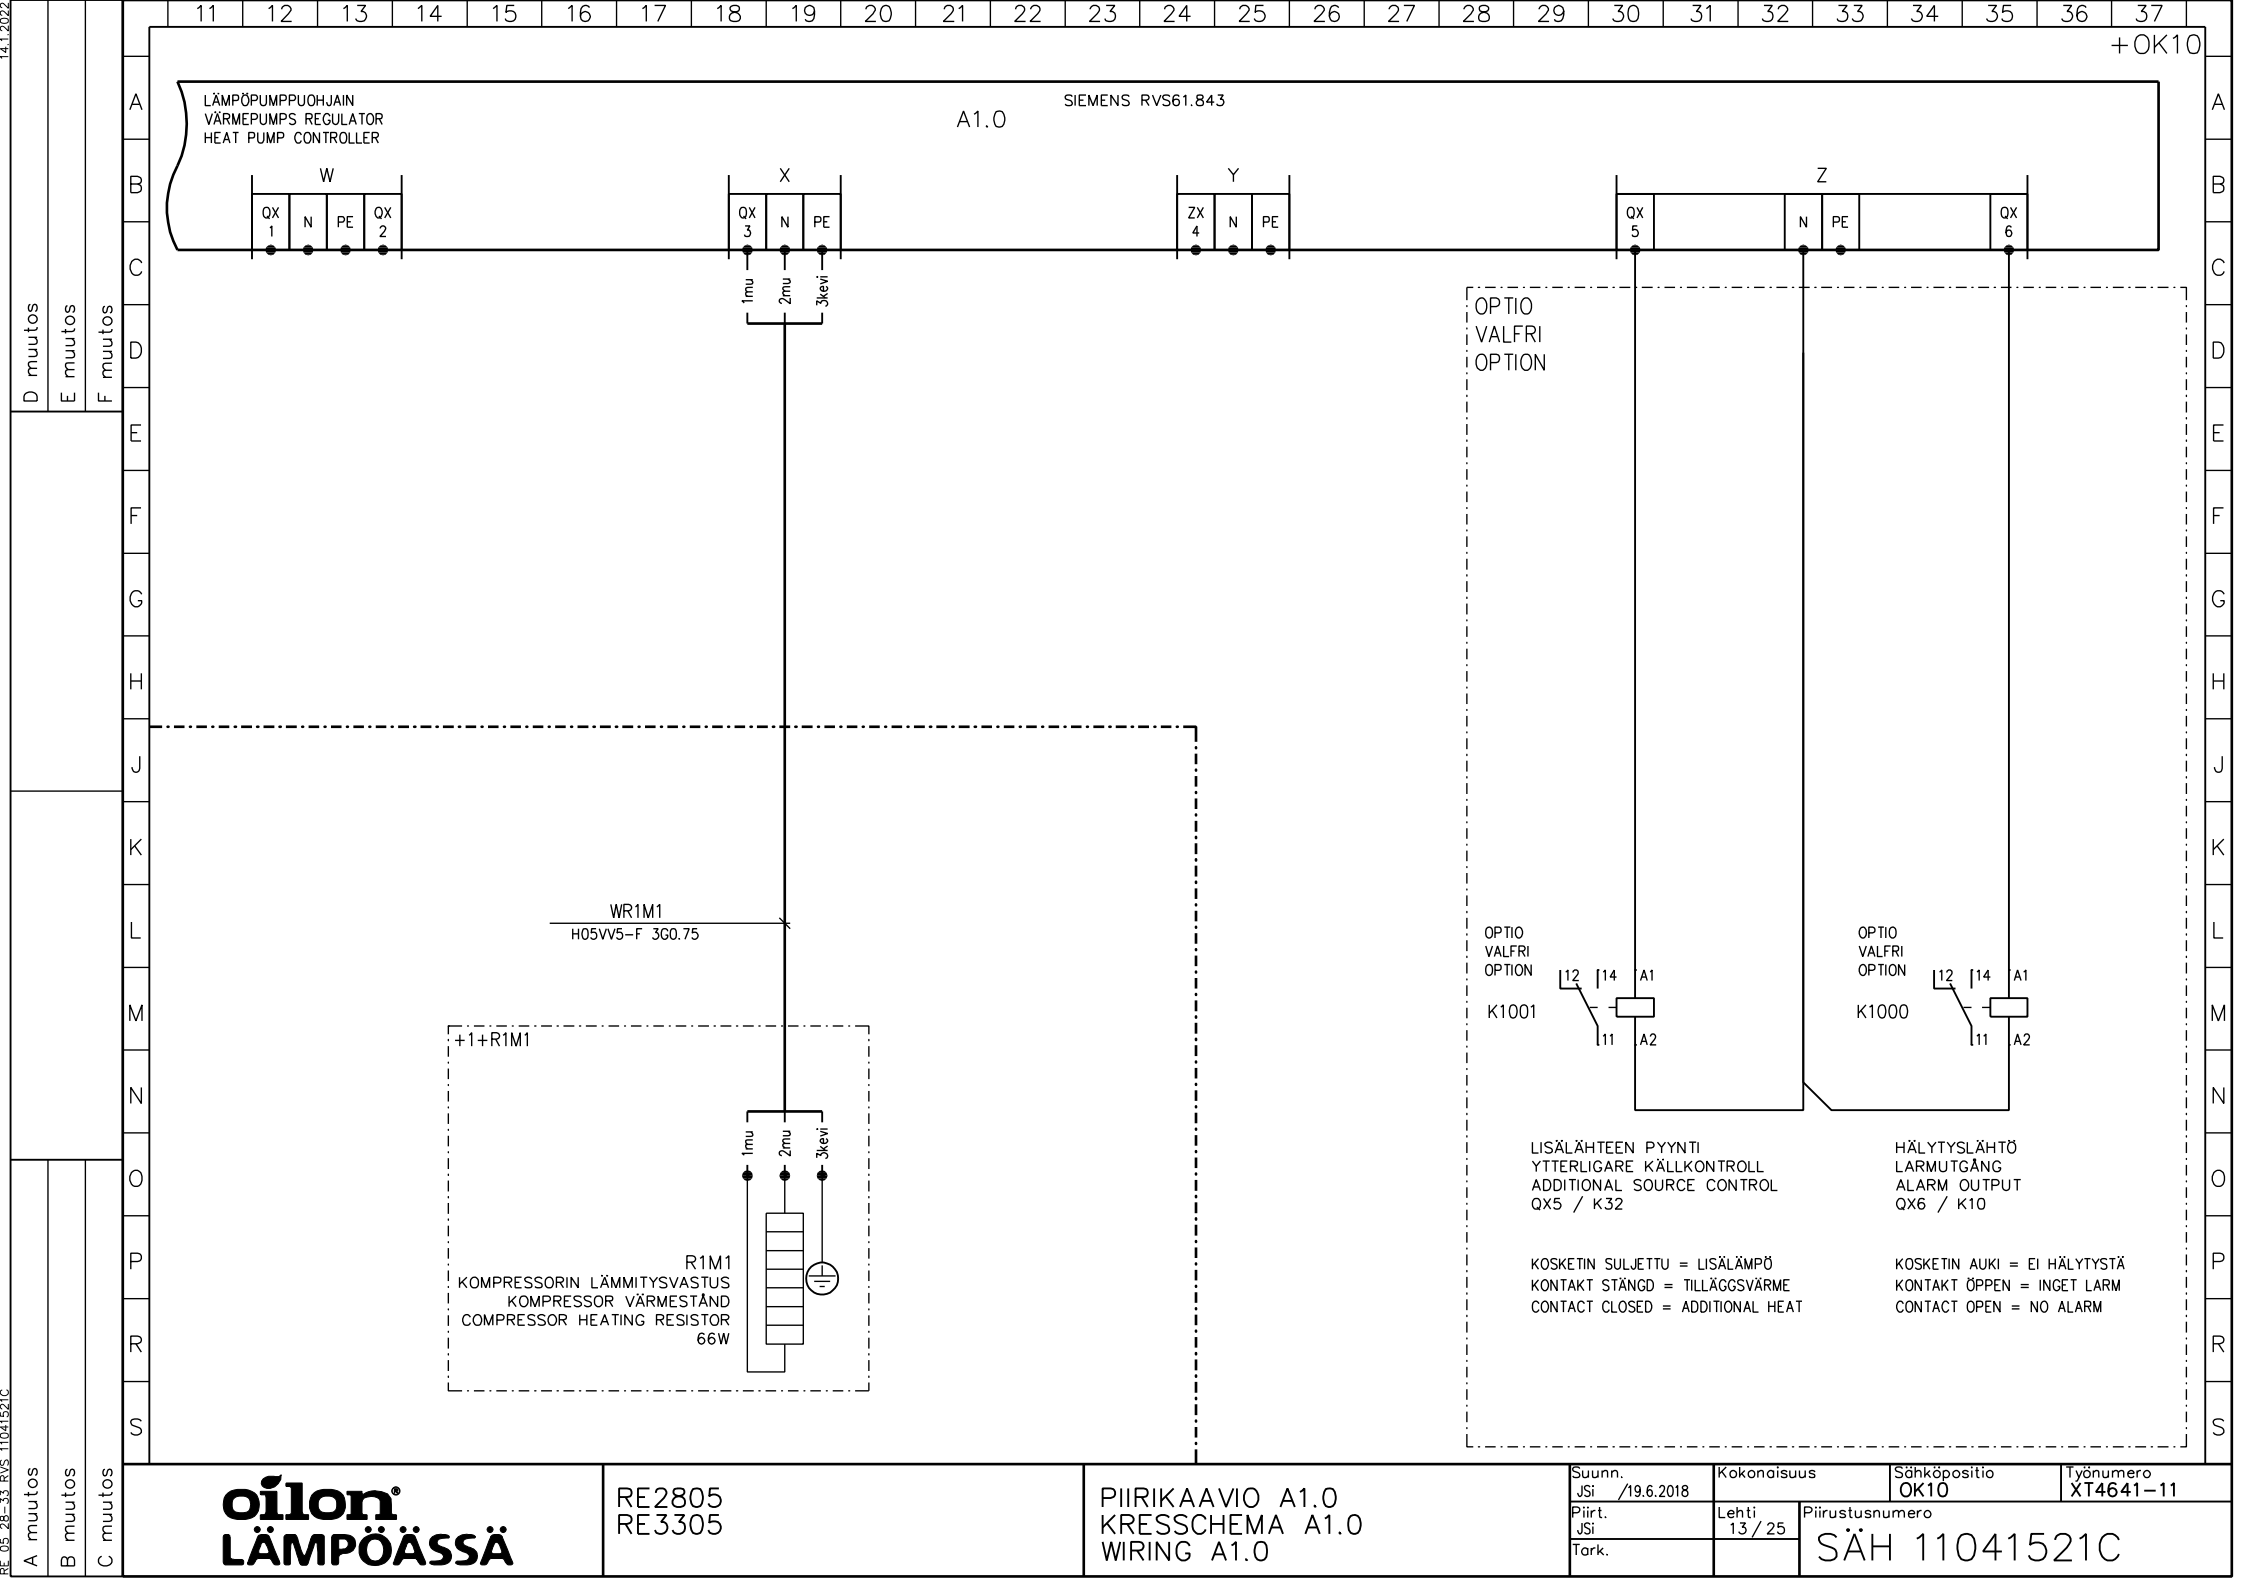 11 12 13 14 15 16 17 18 19 20 21 22 23 24 25 26 27 28 29 30 31 32 33 34 35 36 37
+OK10
14.1.2022
A A
LÄMPÖPUMPPUOHJAIN
VÄRMEPUMPS REGULATOR
HEAT PUMP CONTROLLER
SIEMENS RVS61.843
A1.0
B B
W X Y Z
QX 1 N PE QX 2
QX 3 N PE
ZX 4 N PE
QX 5 N PE QX 6
C C
1mu 2mu 3kevi
OPTIO
VALFRI
OPTION
D D
D muutos
E muutos
F muutos
E E
F F
G G
H H
J J
K K
L L
WR1M1
H05VV5-F 3G0.75
OPTIO
VALFRI
OPTION
12 14 A1
K1001
11 A2
OPTIO
VALFRI
OPTION
12 14 A1
K1000
11 A2
M M
+1+R1M1
N N
1mu 2mu 3kevi
O O
LISÄLÄHTEEN PYYNTI
YTTERLIGARE KÄLLKONTROLL
ADDITIONAL SOURCE CONTROL
QX5 / K32
HÄLYTYSLÄHTÖ
LARMUTGÅNG
ALARM OUTPUT
QX6 / K10
P P
R1M1
KOMPRESSORIN LÄMMITYSVASTUS
KOMPRESSOR VÄRMESTÅND
COMPRESSOR HEATING RESISTOR
66W
KOSKETIN SULJETTU = LISÄLÄMPÖ
KONTAKT STÄNGD = TILLÄGGSVÄRME
CONTACT CLOSED = ADDITIONAL HEAT
KOSKETIN AUKI = EI HÄLYTYSTÄ
KONTAKT ÖPPEN = INGET LARM
CONTACT OPEN = NO ALARM
R R
S S
RE 05 28-33 RVS 11041521C
A muutos
B muutos
C muutos
oilon®
LÄMPÖÄSSÄ
RE2805
RE3305
PIIRIKAAVIO A1.0
KRESSCHEMA A1.0
WIRING A1.0
Suunn.
JSi /19.6.2018
Piirt.
JSi
Tark.
Kokonaisuus
Sähköpositio
OK10
Työnumero
XT4641-11
Lehti
13/25
Piirustusnumero
SÄH 11041521C